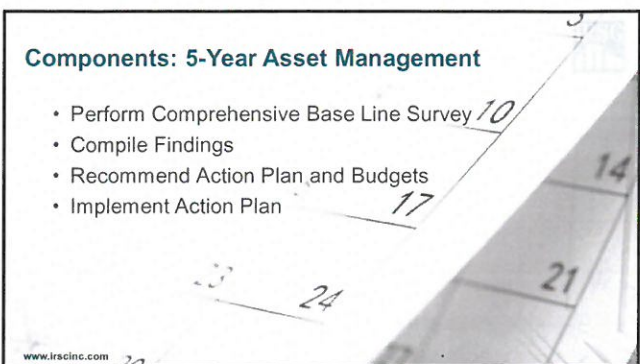 Components: 5-Year Asset Management
• Perform Comprehensive Base Line Survey
• Compile Findings
• Recommend Action Plan and Budgets
• Implement Action Plan
10
17
24
14
21
www.irscinc.com